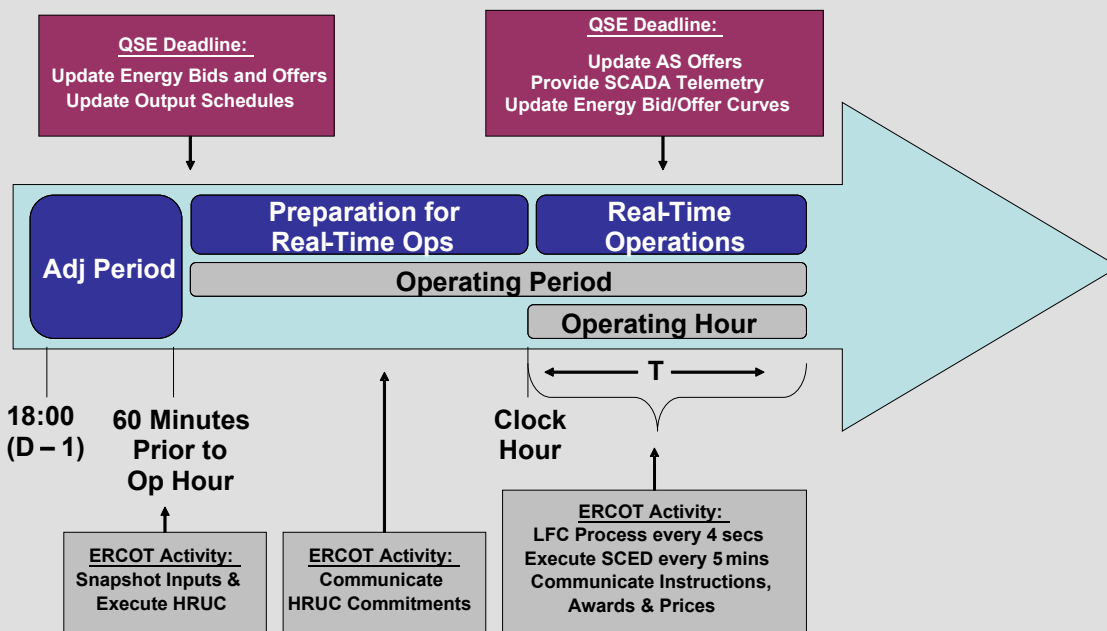 QSE Deadline:
Update Energy Bids and Offers
Update Output Schedules
QSE Deadline:
Update AS Offers
Provide SCADA Telemetry
Update Energy Bid/Offer Curves
Adj Period
Preparation for
Real-Time Ops
Real-Time
Operations
Operating Period
Operating Hour
T
18:00
(D – 1)
60 Minutes
Prior to
Op Hour
Clock
Hour
ERCOT Activity:
Snapshot Inputs &
Execute HRUC
ERCOT Activity:
Communicate
HRUC Commitments
ERCOT Activity:
LFC Process every 4 secs
Execute SCED every 5 mins
Communicate Instructions,
Awards & Prices